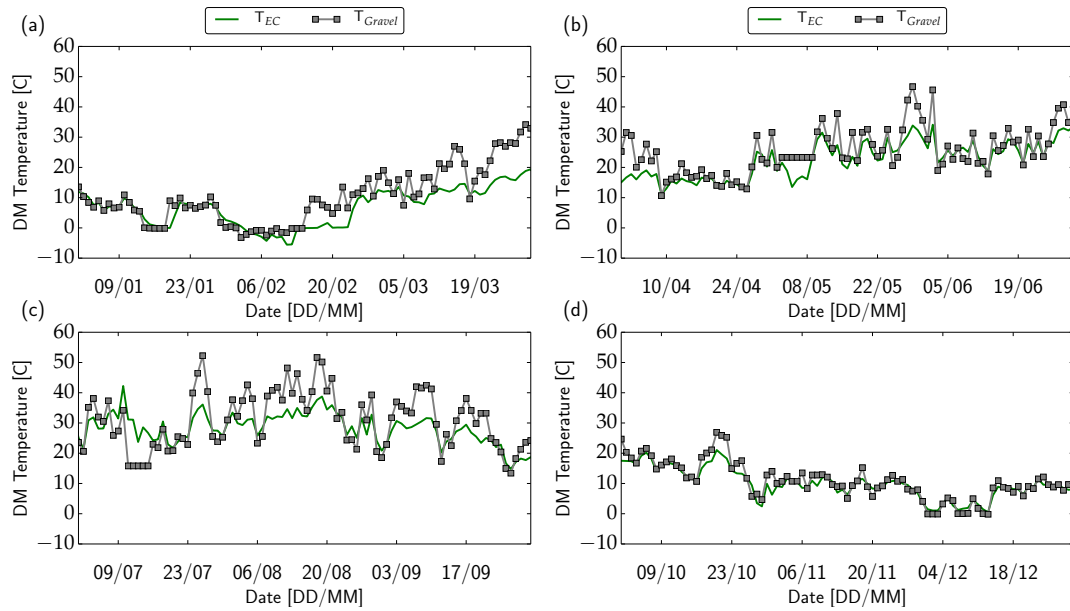 (a)
T_EC T_Gravel
(b)
T_EC T_Gravel
60
50
40
30
20
10
0
−10
DM Temperature [C]
09/01 23/01 06/02 20/02 05/03 19/03
Date [DD/MM]
60
50
40
30
20
10
0
−10
DM Temperature [C]
10/04 24/04 08/05 22/05 05/06 19/06
Date [DD/MM]
(c)
60
50
40
30
20
10
0
−10
DM Temperature [C]
09/07 23/07 06/08 20/08 03/09 17/09
Date [DD/MM]
(d)
60
50
40
30
20
10
0
−10
DM Temperature [C]
09/10 23/10 06/11 20/11 04/12 18/12
Date [DD/MM]